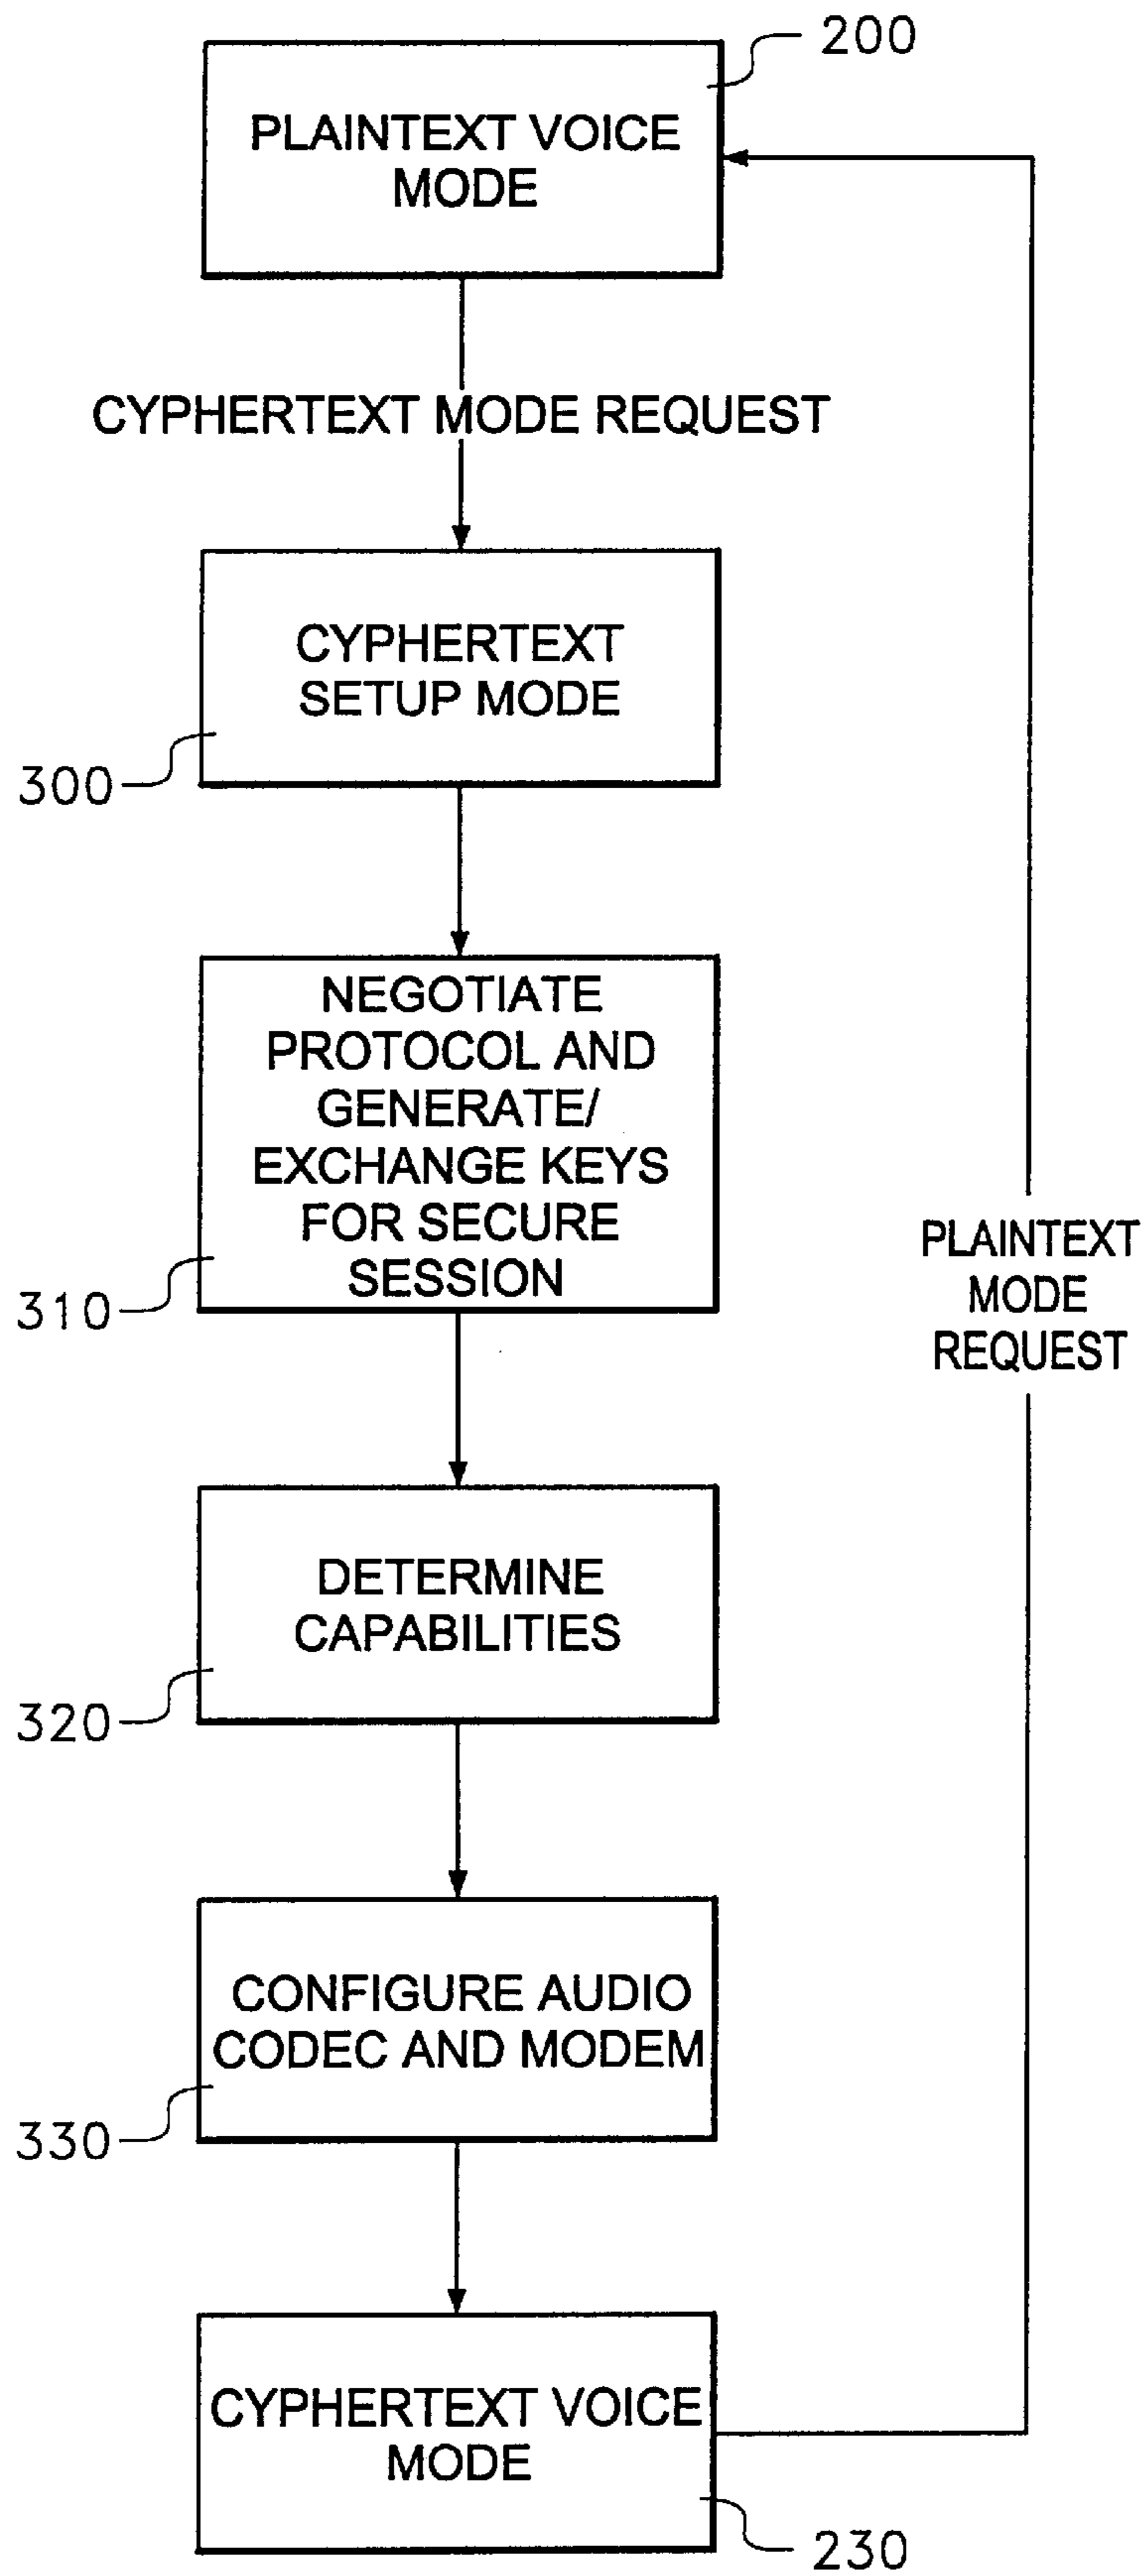 200
PLAINTEXT VOICE
MODE
CYPHERTEXT MODE REQUEST
CYPHERTEXT
SETUP MODE
300
NEGOTIATE
PROTOCOL AND
GENERATE/
EXCHANGE KEYS
FOR SECURE
SESSION
310
PLAINTEXT
MODE
REQUEST
DETERMINE
CAPABILITIES
320
CONFIGURE AUDIO
CODEC AND MODEM
330
CYPHERTEXT VOICE
MODE
230